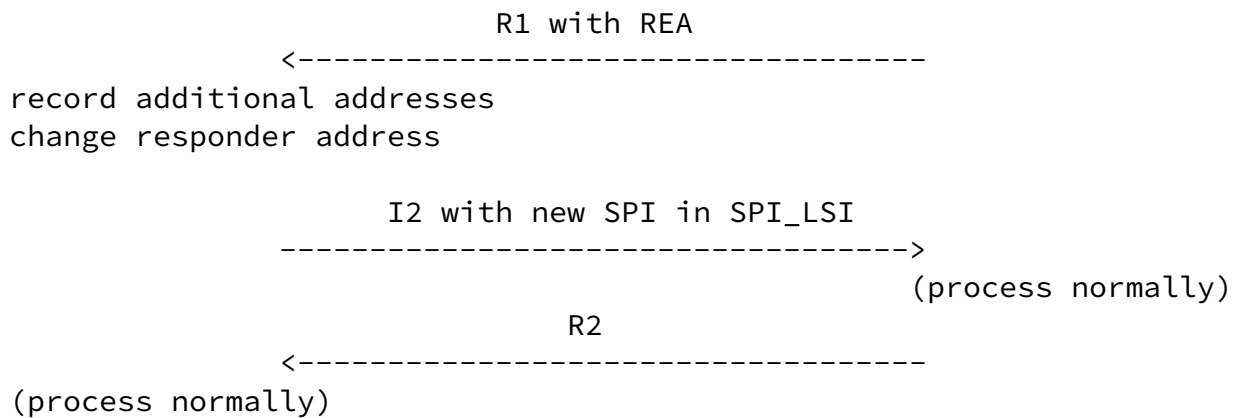 R1 with REA
<-----------------------------------
record additional addresses
change responder address
I2 with new SPI in SPI_LSI
----------------------------------->
(process normally)
R2
<-----------------------------------
(process normally)